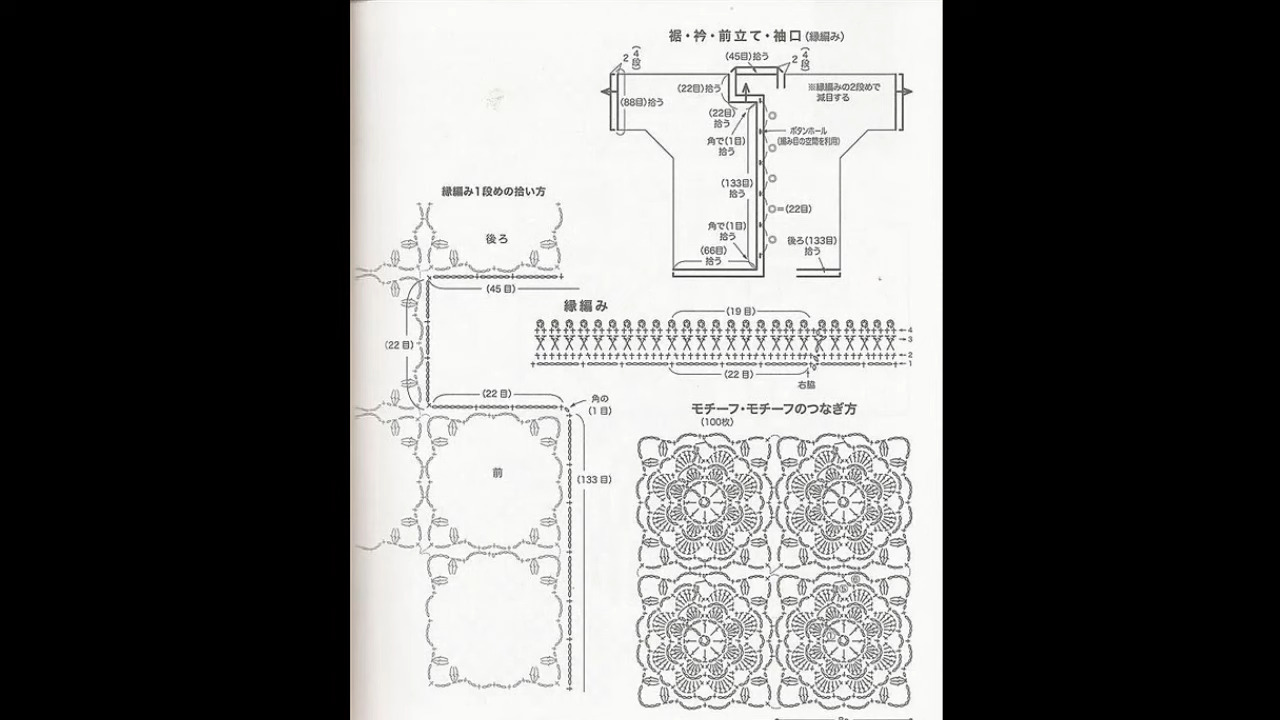 裾・衿・前立て・袖口(縁編み)
2(4段)
(45目)拾う
2(4段)
(22目)拾う
※縁編みの2段めで
減目する
(88目)拾う
(22目)
拾う
ボタンホール
(編み目の空間を利用)
角で(1目)
拾う
(133目)
拾う
◎=(22目)
角で(1目)
拾う
(66目)
拾う
後ろ(133目)
拾う
縁編み1段めの拾い方
後ろ
(45目)
(22目)
(22目)
角の
(1目)
前
(133目)
縁編み
(19目)
4
3
2
1
(22目)
右脇
モチーフ・モチーフのつなぎ方
(100枚)
⑥
⑤
①